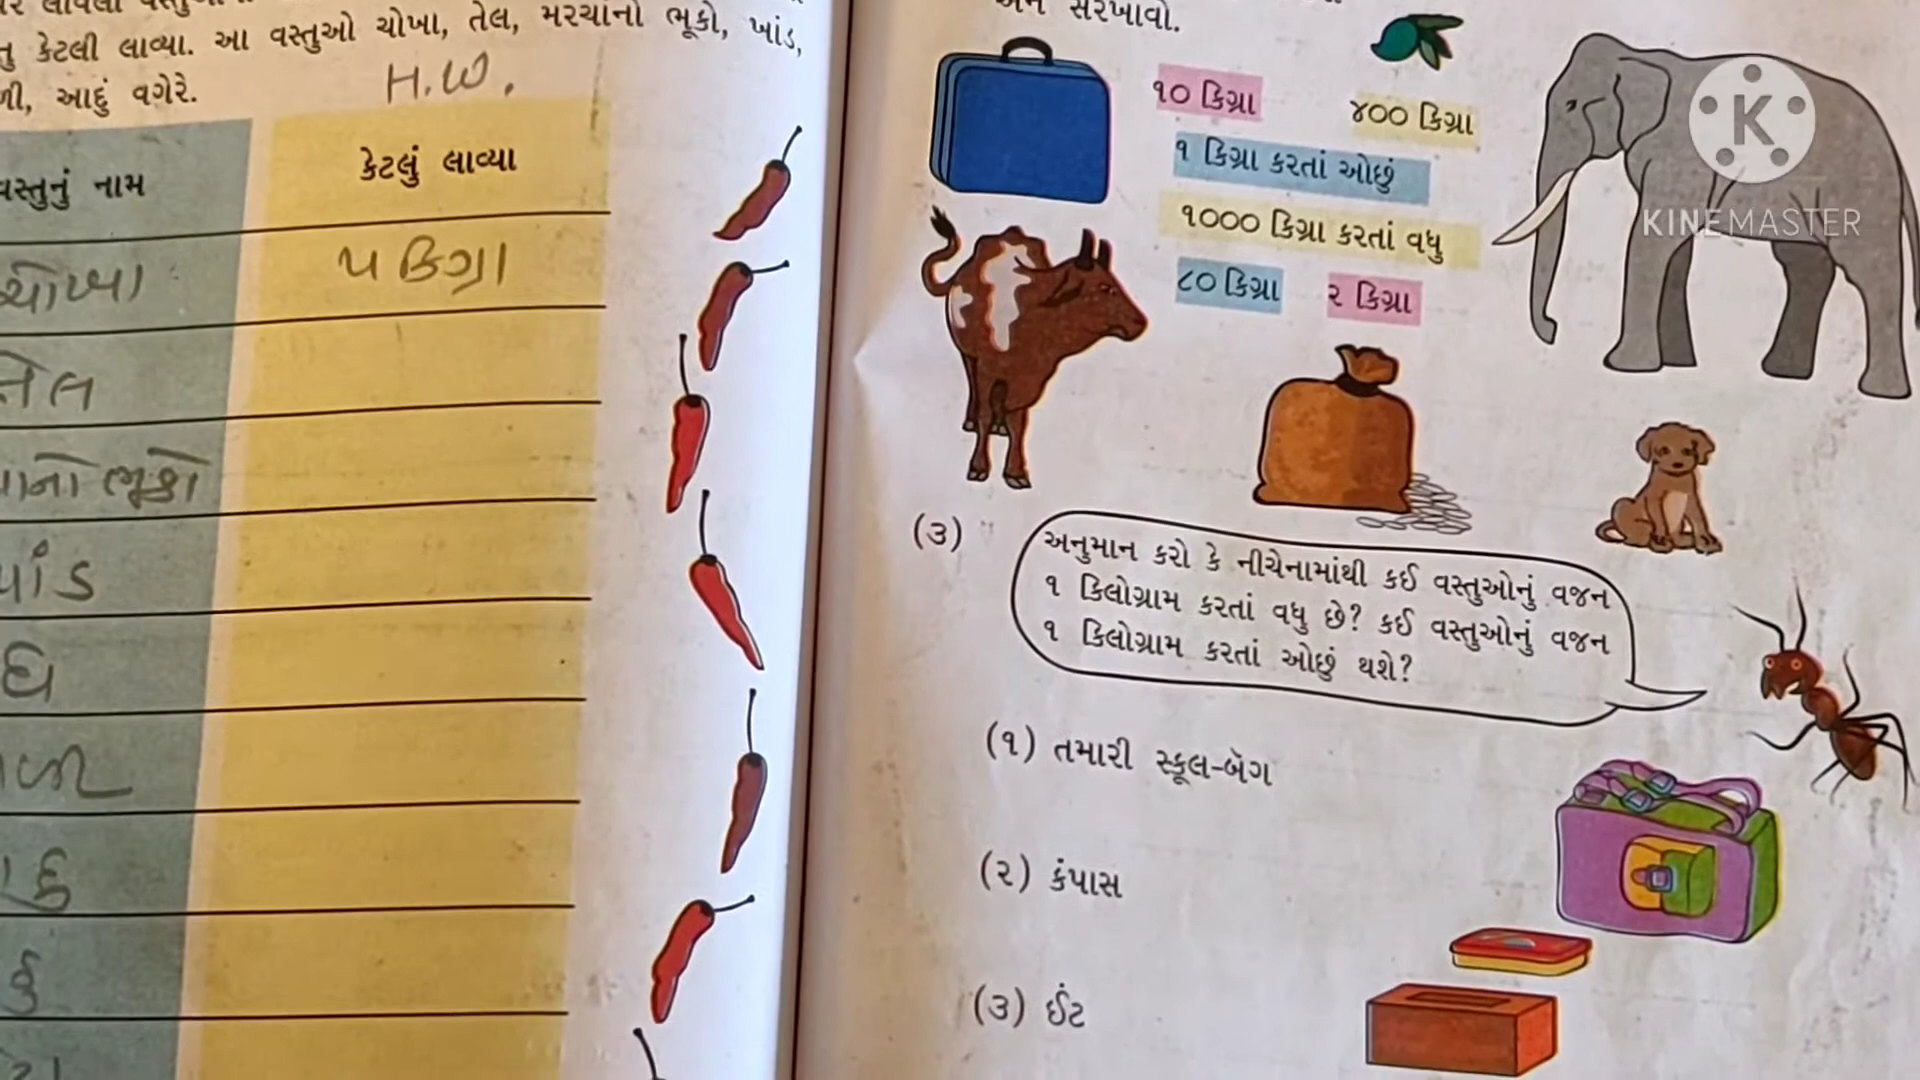 તુ કેટલી લાવ્યા. આ વસ્તુઓ ચોખા, તેલ, મરચાંનો ભૂકો, ખાંડ,
ળી, આદું વગેરે.
H.W.
વસ્તુનું નામ
કેટલું લાવ્યા
ચોખા
૫ કિગ્રા
તેલ
ભૂકો
ખાંડ
અને સરખાવો.
૧૦ કિગ્રા
૪૦૦ કિગ્રા
૧ કિગ્રા કરતાં ઓછું
૧૦૦૦ કિગ્રા કરતાં વધુ
૮૦ કિગ્રા
૨ કિગ્રા
K
KINEMASTER
(૩)
અનુમાન કરો કે નીચેનામાંથી કઈ વસ્તુઓનું વજન
૧ કિલોગ્રામ કરતાં વધુ છે? કઈ વસ્તુઓનું વજન
૧ કિલોગ્રામ કરતાં ઓછું થશે?
(૧) તમારી સ્કૂલ-બૅગ
(૨) કંપાસ
(૩) ઈંટ